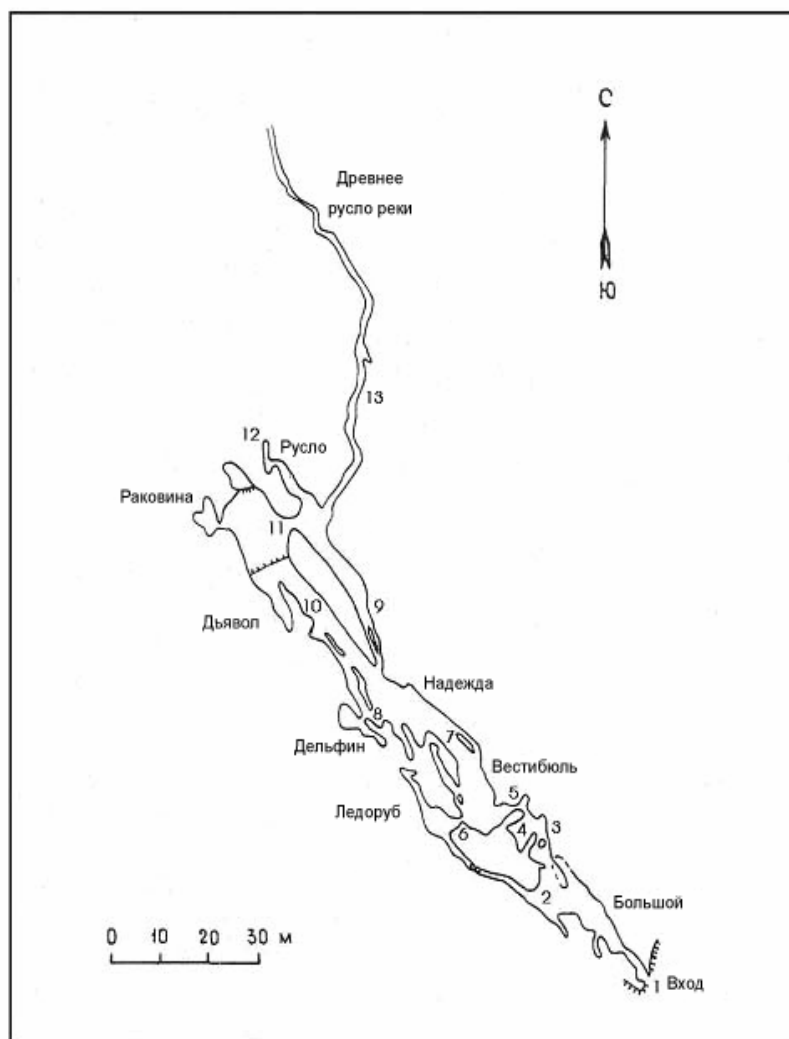 С
Древнее
русло реки
Ю
13
12
Русло
Раковина
11
10
9
Дьявол
Надежда
8
7
Дельфин
Вестибюль
5
Ледоруб
4
3
6
2
Большой
0 10 20 30 м
1 Вход